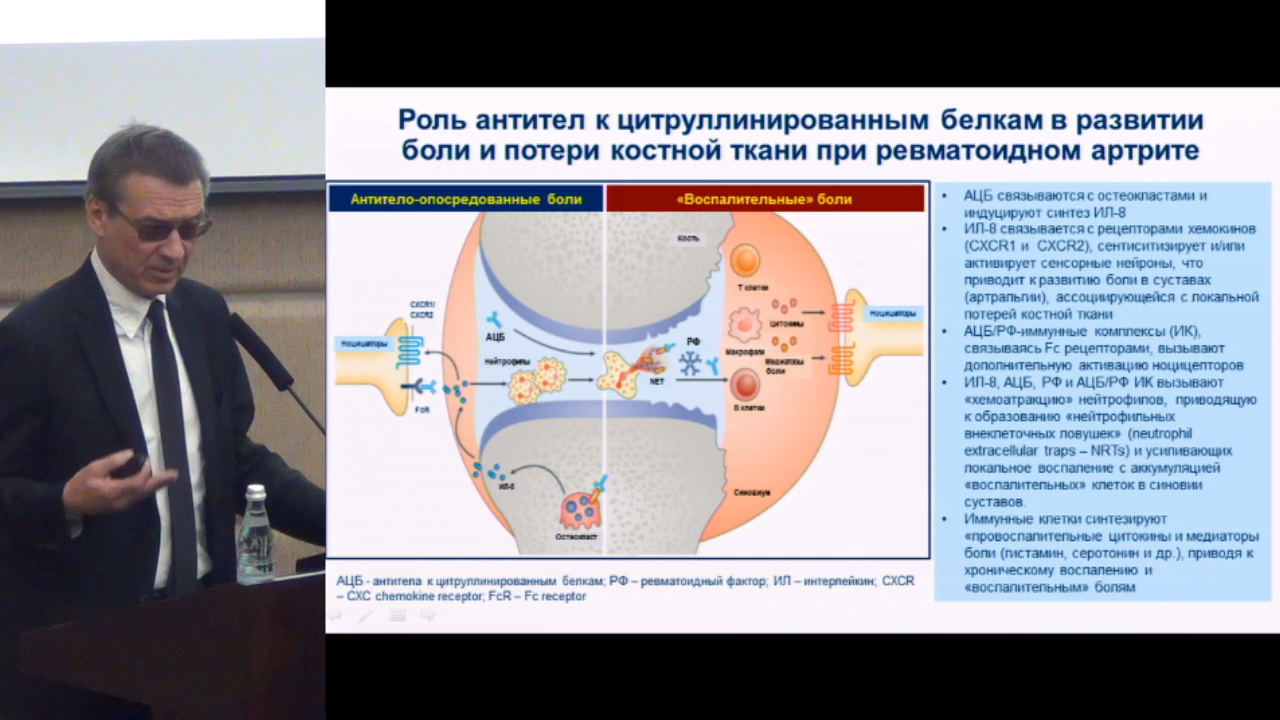 Роль антител к цитруллинированным белкам в развитии
боли и потери костной ткани при ревматоидном артрите
Антитело-опосредованные боли
«Воспалительные» боли
Кость
Т клетки
CXCR1/
CXCR2
АЦБ
Ноцицепторы
Нейтрофилы
FcR
NET
РФ
Цитокины
Макрофаги
Медиаторы
боли
В клетки
Ноцицепторы
ИЛ-8
Остеокласт
Синовиум
АЦБ - антитела к цитруллинированным белкам; РФ – ревматоидный фактор; ИЛ – интерлейкин; CXCR
– CXC chemokine receptor; FcR – Fc receptor
• АЦБ связываются с остеокластами и
индуцируют синтез ИЛ-8
• ИЛ-8 связывается с рецепторами хемокинов
(CXCR1 и CXCR2), сентиситизирует и/или
активирует сенсорные нейроны, что
приводит к развитию боли в суставах
(артралгии), ассоциирующейся с локальной
потерей костной ткани
• АЦБ/РФ-иммунные комплексы (ИК),
связываясь Fc рецепторами, вызывают
дополнительную активацию ноцицепторов
• ИЛ-8, АЦБ, РФ и АЦБ/РФ ИК вызывают
«хемоатракцию» нейтрофилов, приводящую
к образованию «нейтрофильных
внеклеточных ловушек» (neutrophil
extracellular traps – NRTs) и усиливающих
локальное воспаление с аккумуляцией
«воспалительных» клеток в синовии
суставов.
• Иммунные клетки синтезируют
«провоспалительные цитокины и медиаторы
боли (гистамин, серотонин и др.), приводя к
хроническому воспалению и
«воспалительным» болям